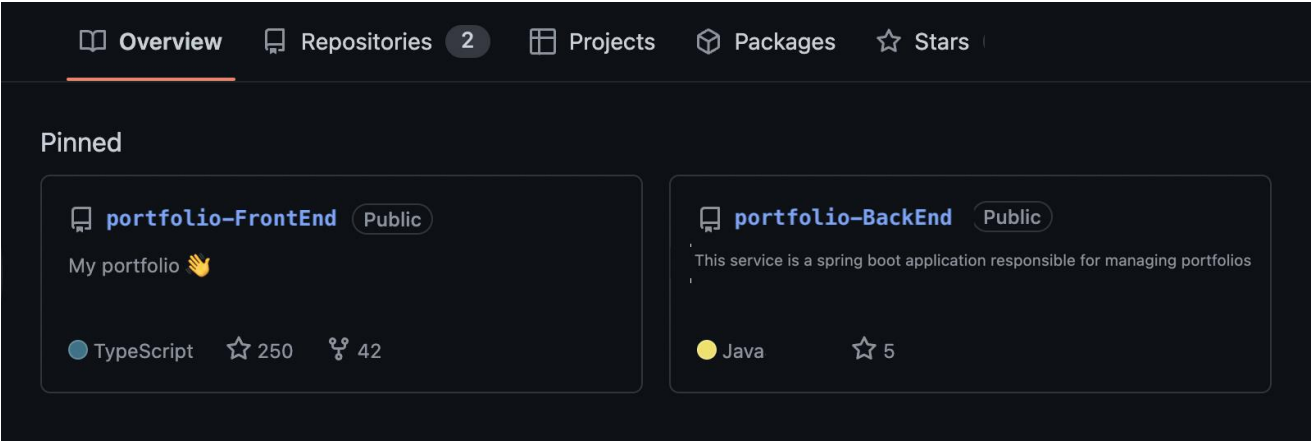 Overview Repositories 2 Projects Packages Stars
Pinned
portfolio-FrontEnd Public
My portfolio 👋
TypeScript 250 42
portfolio-BackEnd Public
This service is a spring boot application responsible for managing portfolios
Java 5